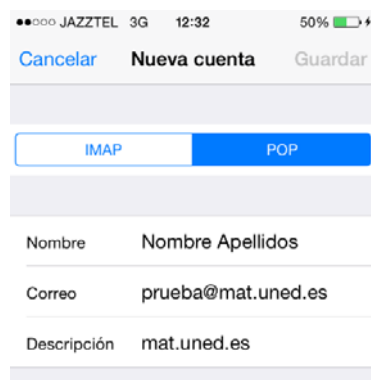 JAZZTEL 3G 12:32 50%
Cancelar Nueva cuenta Guardar
IMAP POP
Nombre Nombre Apellidos
Correo prueba@mat.uned.es
Descripción mat.uned.es